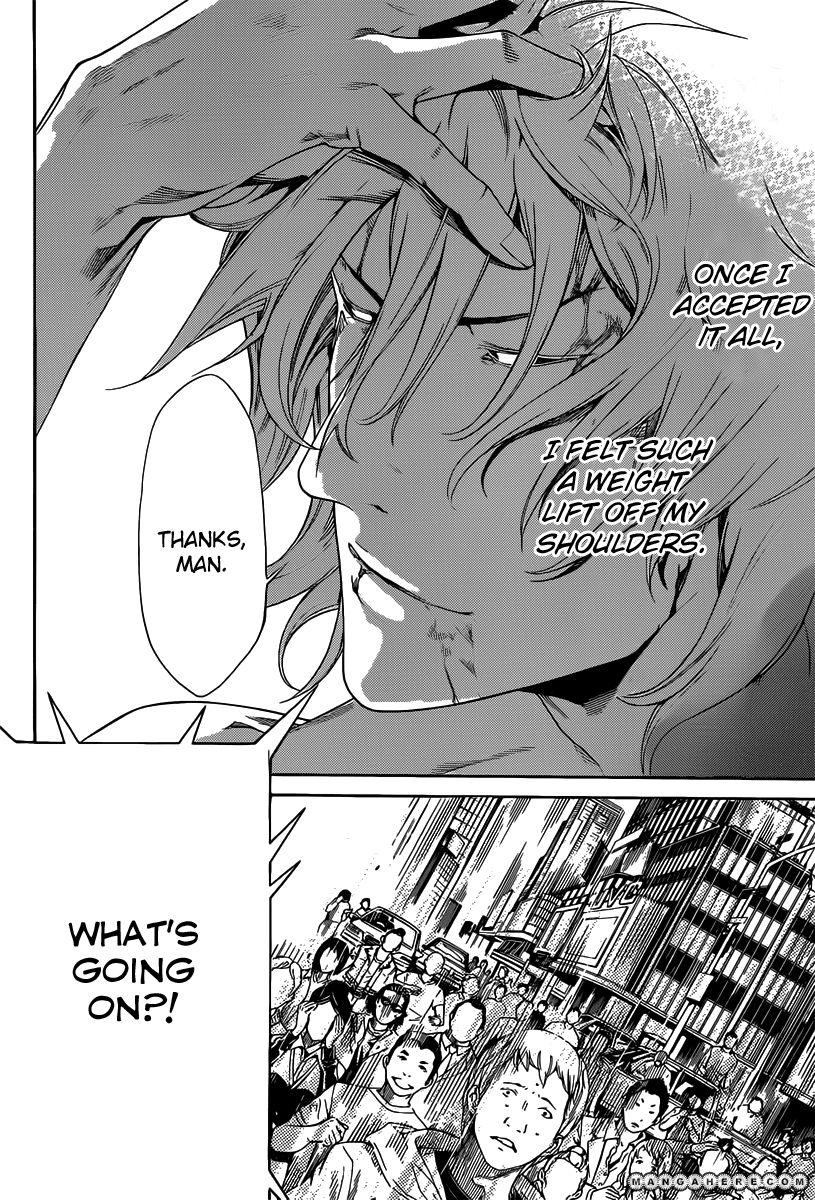 ONCE I
ACCEPTED
IT ALL,
I FELT SUCH
A WEIGHT
LIFT OFF MY
SHOULDERS.
THANKS,
MAN.
WHAT'S
GOING
ON?!
MANGAHERE.COM